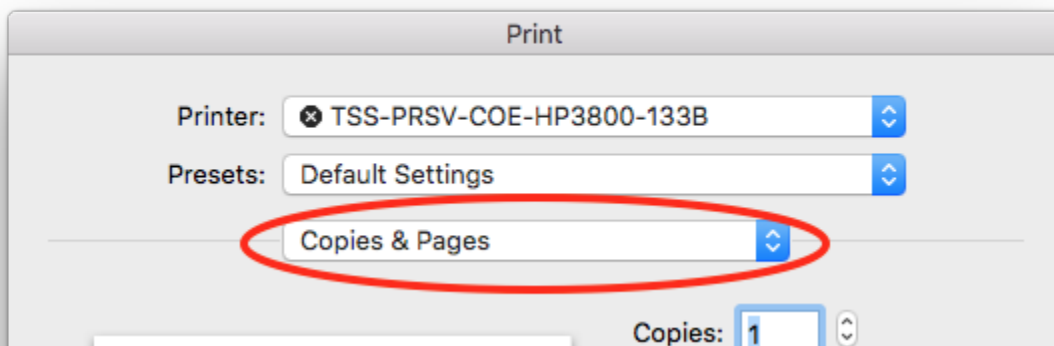 Print
Printer: TSS-PRSV-COE-HP3800-133B
Presets: Default Settings
Copies & Pages
Copies: 1